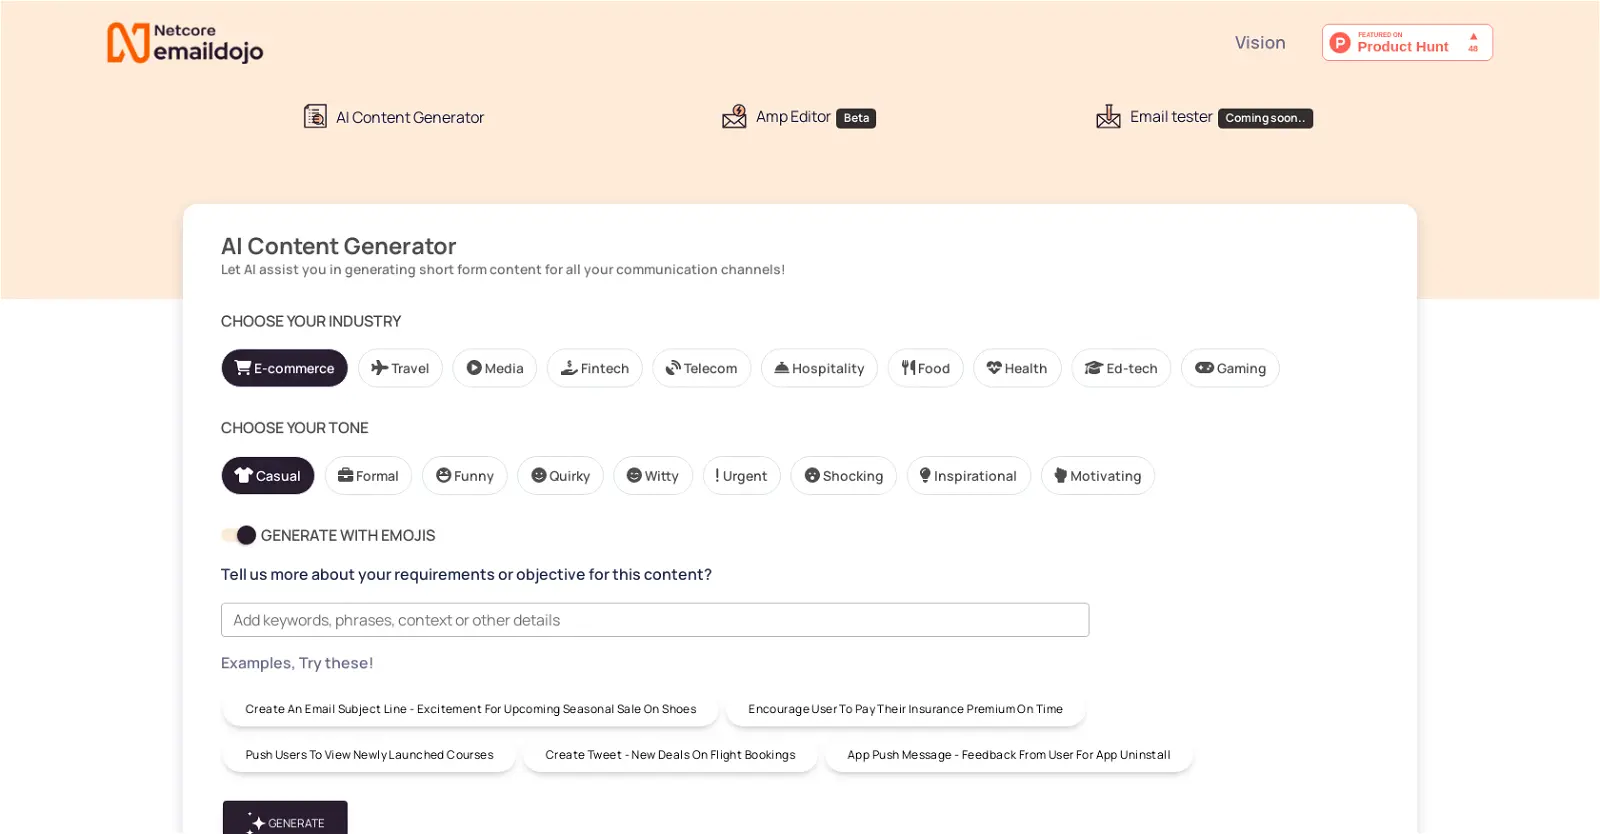 Netcore
emaildojo
Vision
FEATURED ON
Product Hunt
48
AI Content Generator
Amp Editor Beta
Email tester Coming soon..
AI Content Generator
Let AI assist you in generating short form content for all your communication channels!
CHOOSE YOUR INDUSTRY
E-commerce Travel Media Fintech Telecom Hospitality Food Health Ed-tech Gaming
CHOOSE YOUR TONE
Casual Formal Funny Quirky Witty Urgent Shocking Inspirational Motivating
GENERATE WITH EMOJIS
Tell us more about your requirements or objective for this content?
Add keywords, phrases, context or other details
Examples, Try these!
Create An Email Subject Line - Excitement For Upcoming Seasonal Sale On Shoes Encourage User To Pay Their Insurance Premium On Time
Push Users To View Newly Launched Courses Create Tweet - New Deals On Flight Bookings App Push Message - Feedback From User For App Uninstall
GENERATE